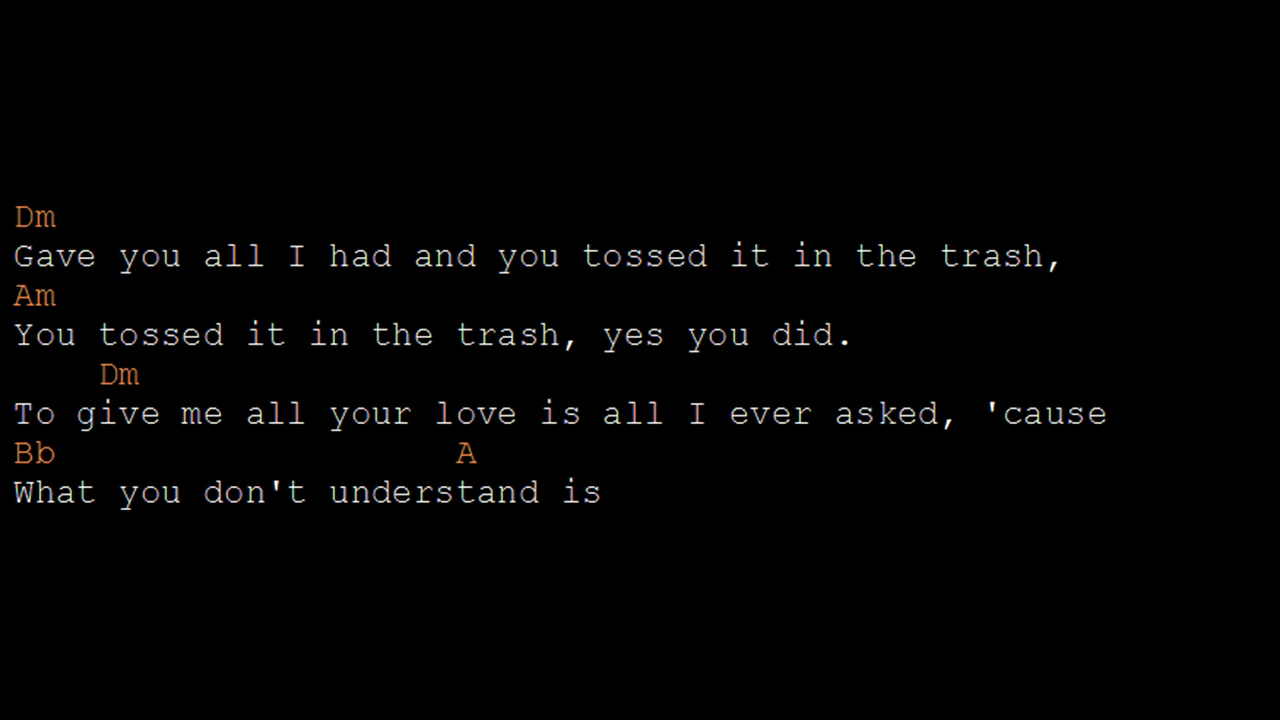 Dm
Gave you all I had and you tossed it in the trash,
Am
You tossed it in the trash, yes you did.
    Dm
To give me all your love is all I ever asked, 'cause
Bb                   A
What you don't understand is